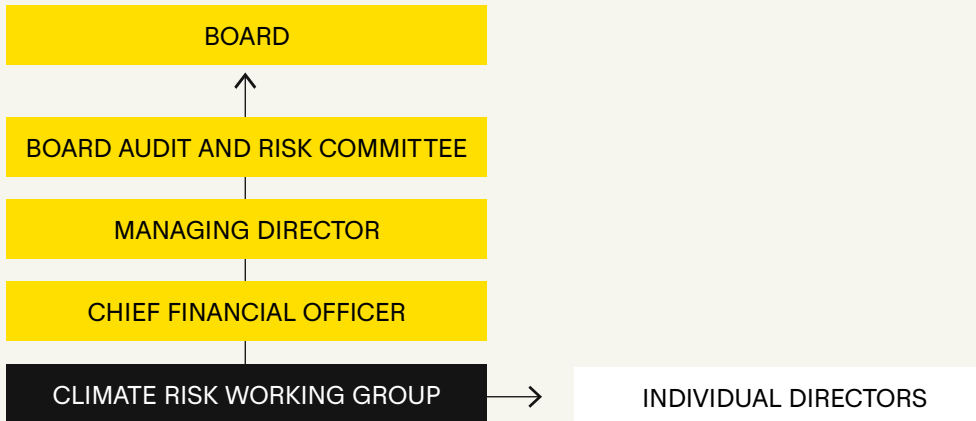 BOARD
BOARD AUDIT AND RISK COMMITTEE
MANAGING DIRECTOR
CHIEF FINANCIAL OFFICER
CLIMATE RISK WORKING GROUP
INDIVIDUAL DIRECTORS